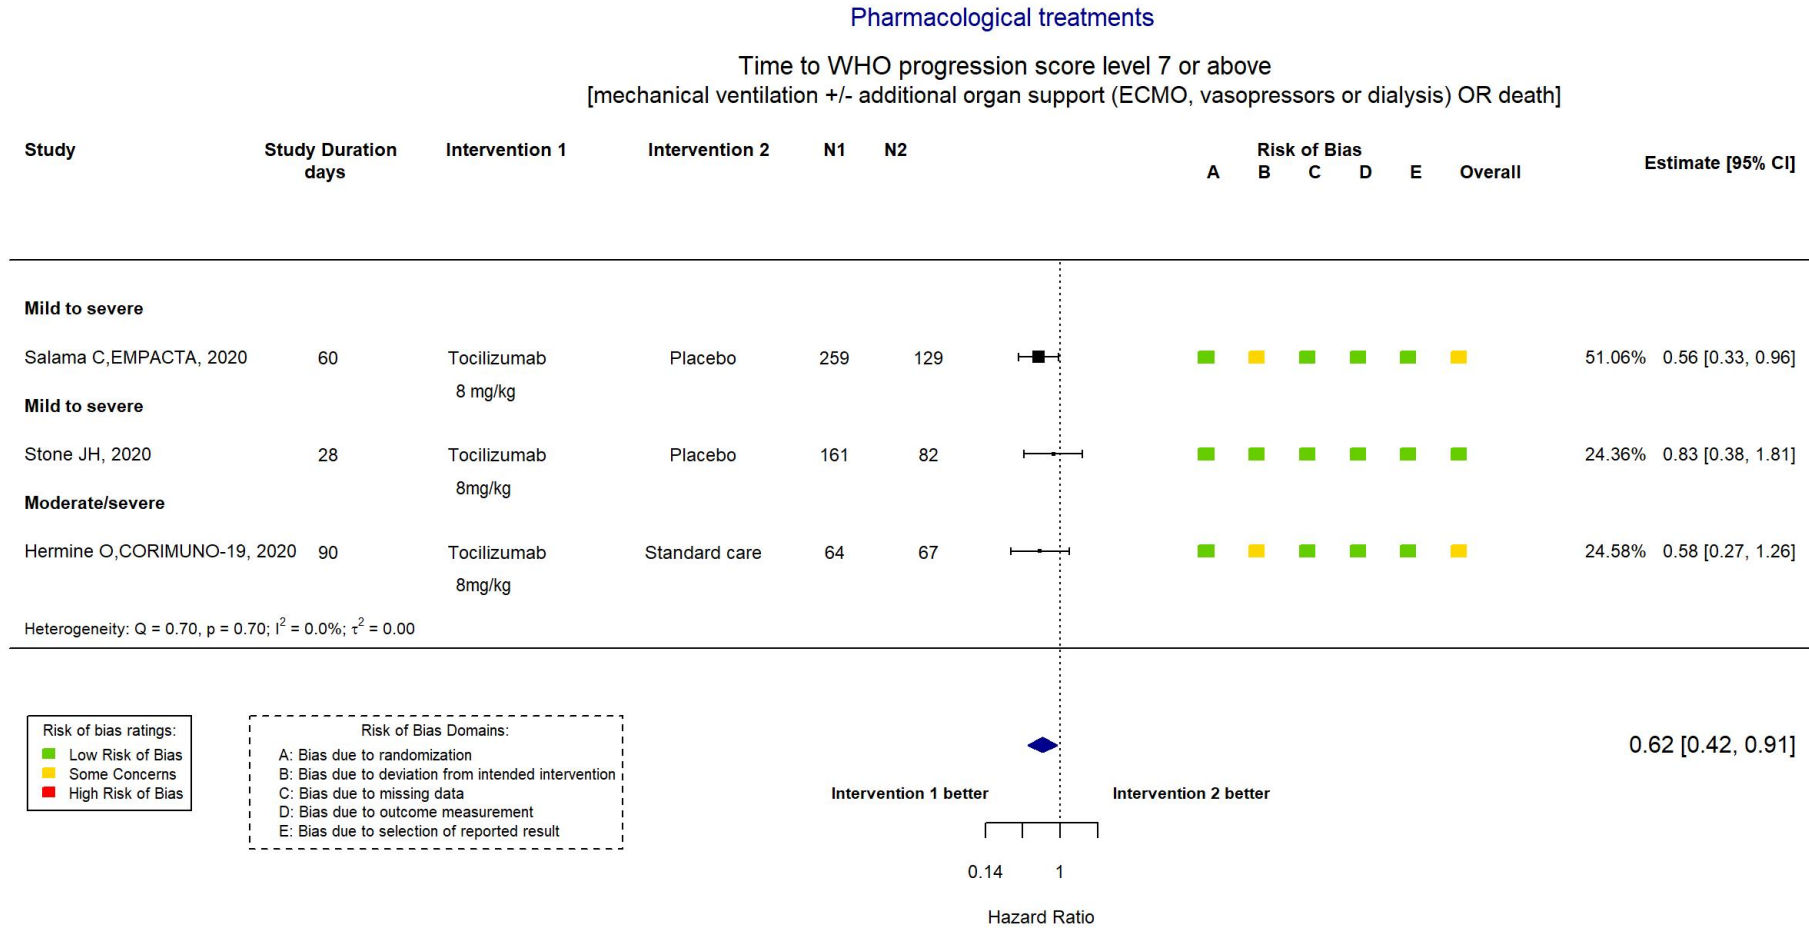 Pharmacological treatments
Time to WHO progression score level 7 or above
[mechanical ventilation +/- additional organ support (ECMO, vasopressors or dialysis) OR death]
Study Study Duration Intervention 1 Intervention 2 N1 N2 Risk of Bias Estimate [95% CI]
days A B C D E Overall
Mild to severe
Salama C,EMPACTA, 2020 60 Tocilizumab Placebo 259 129 51.06% 0.56 [0.33, 0.96]
8 mg/kg
Mild to severe
Stone JH, 2020 28 Tocilizumab Placebo 161 82 24.36% 0.83 [0.38, 1.81]
8mg/kg
Moderate/severe
Hermine O,CORIMUNO-19, 2020 90 Tocilizumab Standard care 64 67 24.58% 0.58 [0.27, 1.26]
8mg/kg
Heterogeneity: Q = 0.70, p = 0.70; I² = 0.0%; τ² = 0.00
Risk of bias ratings:
Low Risk of Bias
Some Concerns
High Risk of Bias
Risk of Bias Domains:
A: Bias due to randomization
B: Bias due to deviation from intended intervention
C: Bias due to missing data
D: Bias due to outcome measurement
E: Bias due to selection of reported result
0.62 [0.42, 0.91]
Intervention 1 better Intervention 2 better
0.14 1
Hazard Ratio